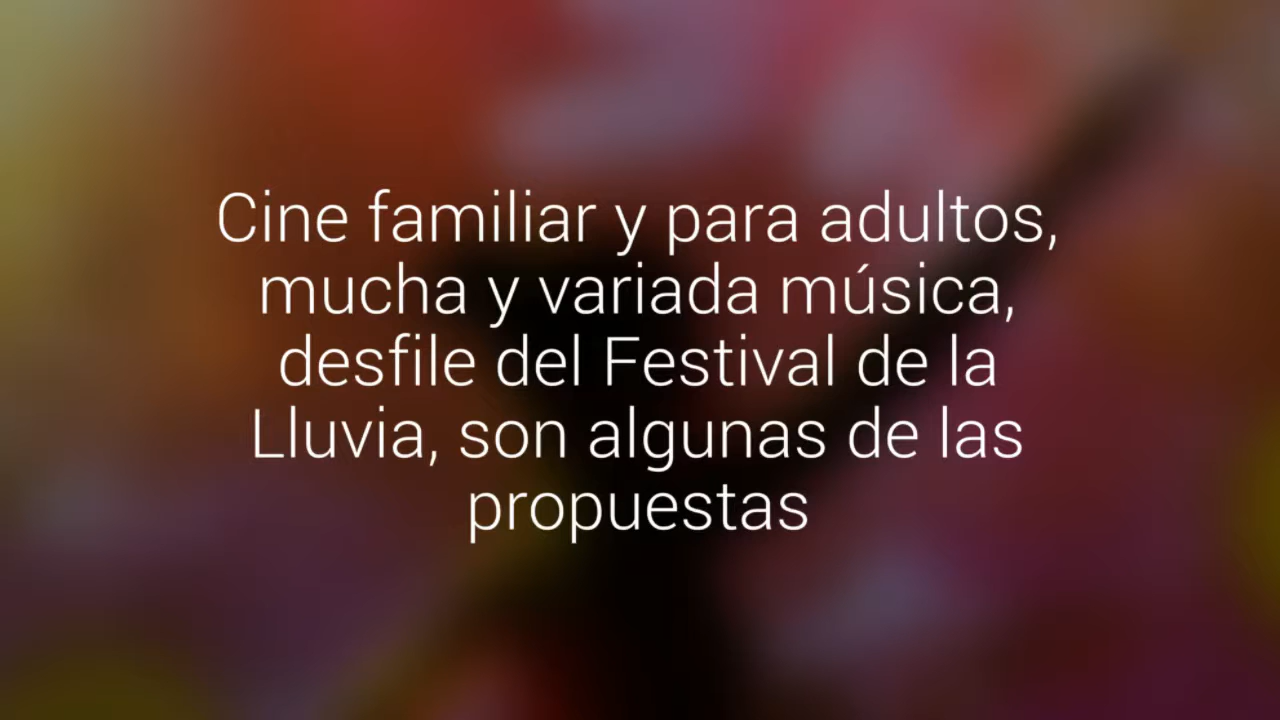 Cine familiar y para adultos,
mucha y variada música,
desfile del Festival de la
Lluvia, son algunas de las
propuestas